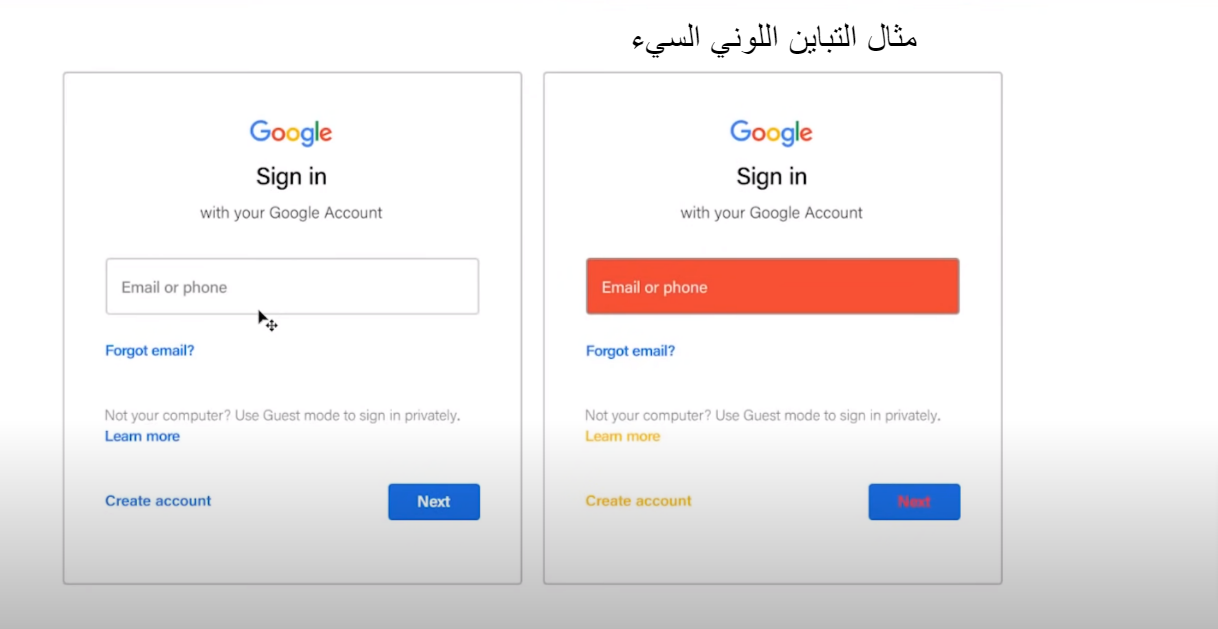 مثال التباين اللوني السيء
Google
Sign in
with your Google Account
Email or phone
Forgot email?
Not your computer? Use Guest mode to sign in privately.
Learn more
Create account
Next
Google
Sign in
with your Google Account
Email or phone
Forgot email?
Not your computer? Use Guest mode to sign in privately.
Learn more
Create account
Next